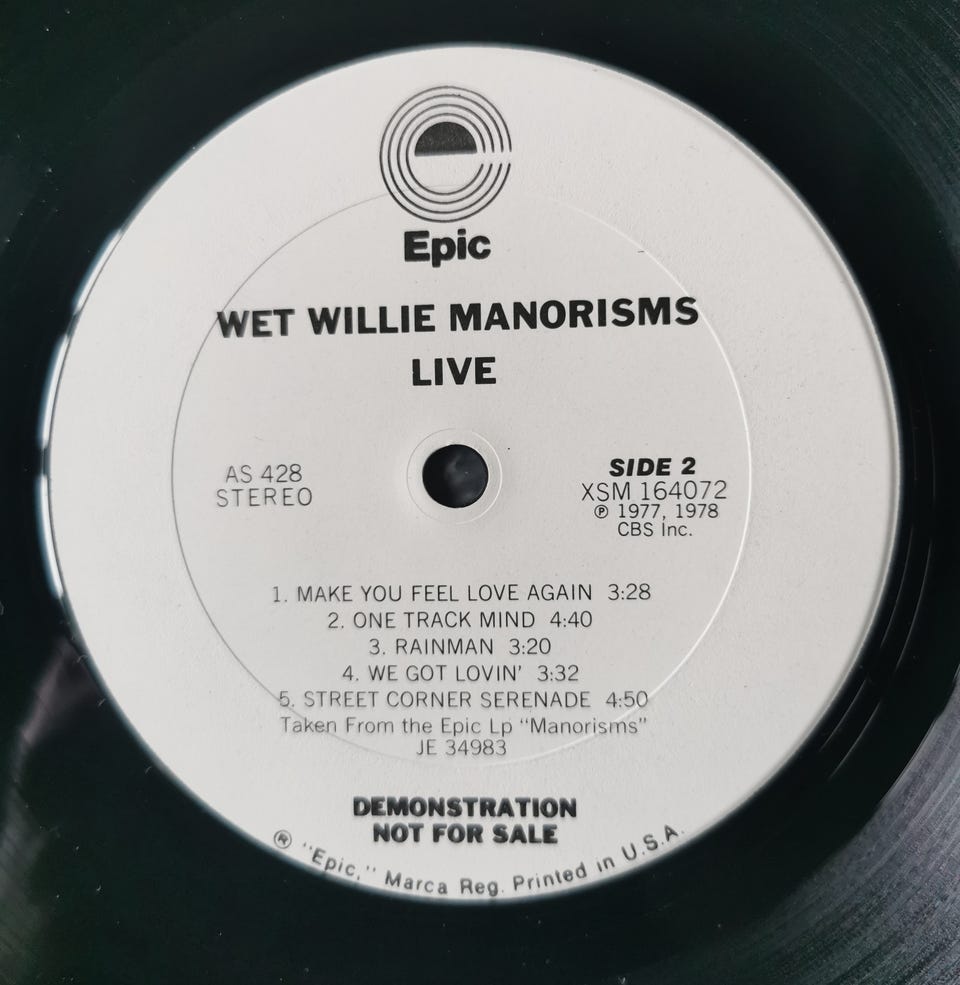 Epic
WET WILLIE MANORISMS
LIVE
AS 428
STEREO
SIDE 2
XSM 164072
℗ 1977, 1978
CBS Inc.
1. MAKE YOU FEEL LOVE AGAIN 3:28
2. ONE TRACK MIND 4:40
3. RAINMAN 3:20
4. WE GOT LOVIN' 3:32
5. STREET CORNER SERENADE 4:50
Taken From the Epic Lp "Manorisms"
JE 34983
DEMONSTRATION
NOT FOR SALE
® "Epic," Marca Reg. Printed in U.S.A.